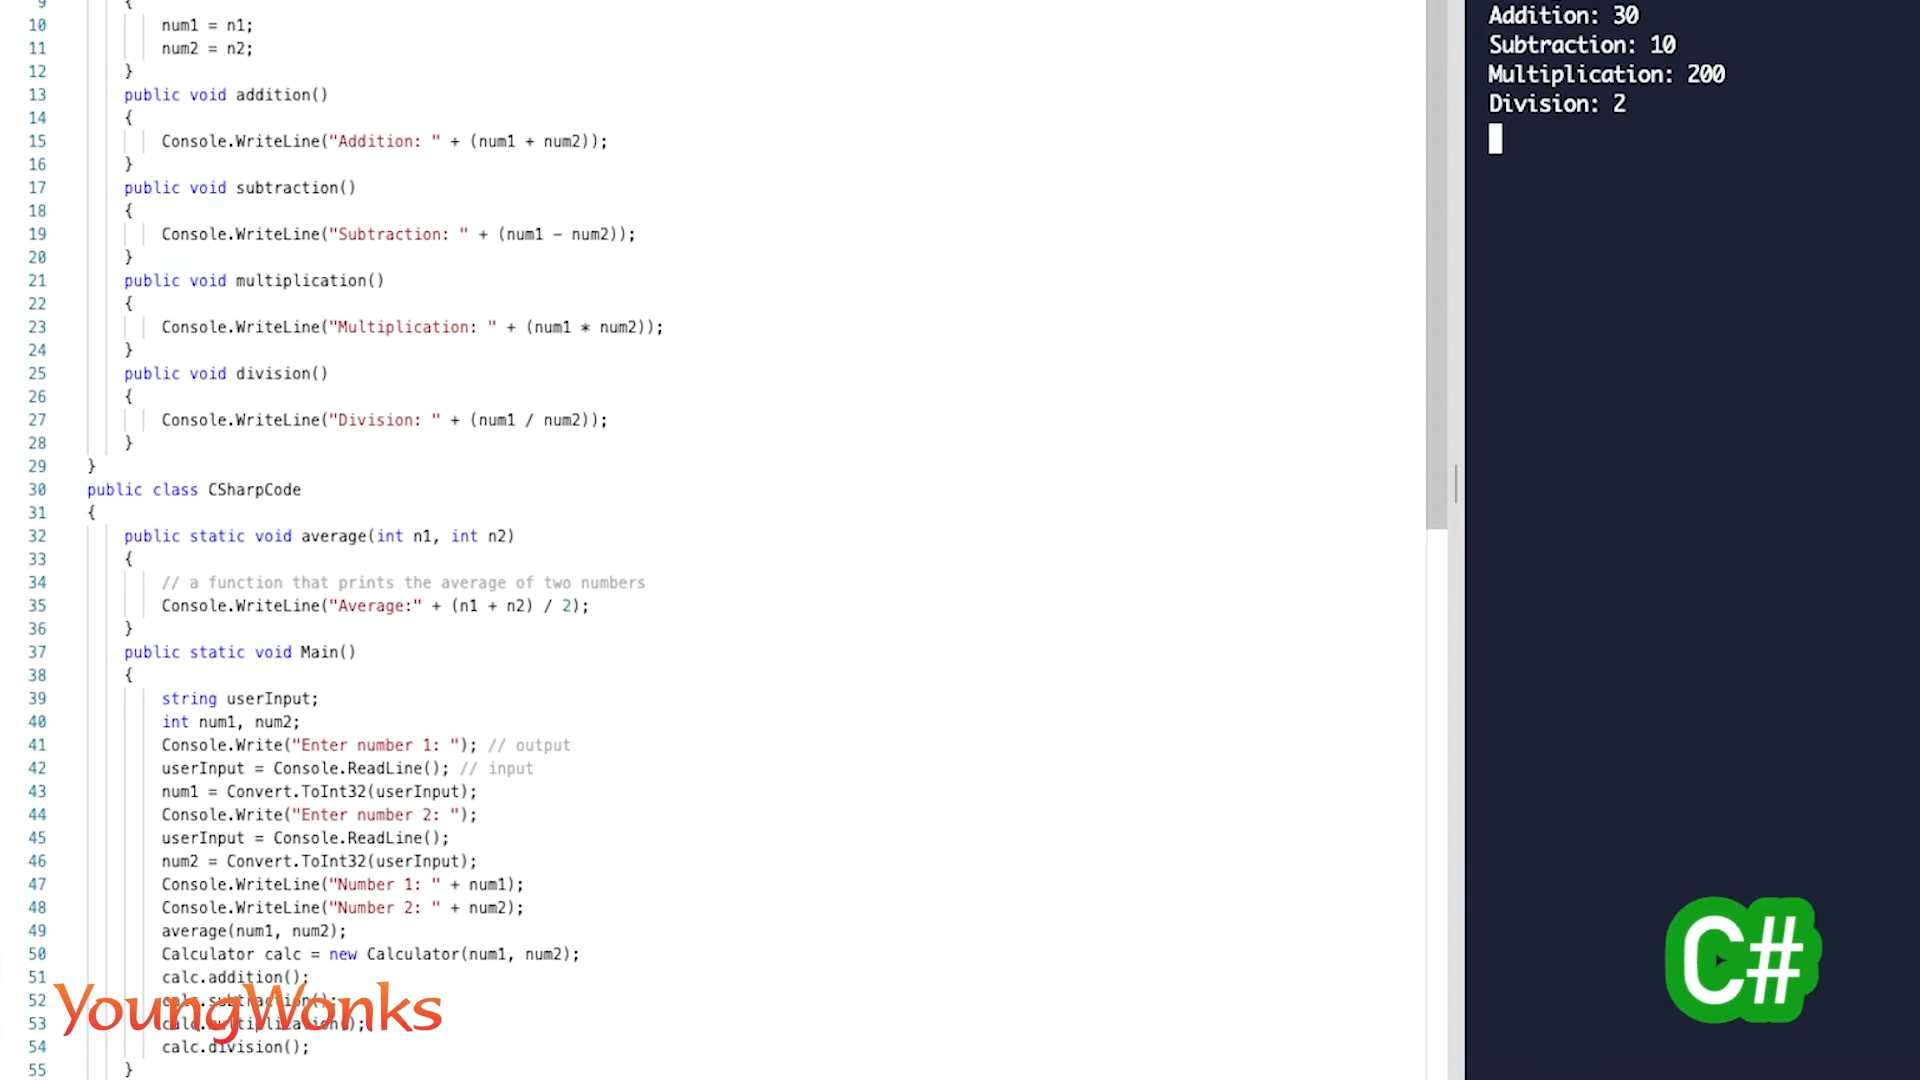 9 {
10 num1 = n1;
11 num2 = n2;
12 }
13 public void addition()
14 {
15 Console.WriteLine("Addition: " + (num1 + num2));
16 }
17 public void subtraction()
18 {
19 Console.WriteLine("Subtraction: " + (num1 - num2));
20 }
21 public void multiplication()
22 {
23 Console.WriteLine("Multiplication: " + (num1 * num2));
24 }
25 public void division()
26 {
27 Console.WriteLine("Division: " + (num1 / num2));
28 }
29 }
30 public class CSharpCode
31 {
32 public static void average(int n1, int n2)
33 {
34 // a function that prints the average of two numbers
35 Console.WriteLine("Average:" + (n1 + n2) / 2);
36 }
37 public static void Main()
38 {
39 string userInput;
40 int num1, num2;
41 Console.Write("Enter number 1: "); // output
42 userInput = Console.ReadLine(); // input
43 num1 = Convert.ToInt32(userInput);
44 Console.Write("Enter number 2: ");
45 userInput = Console.ReadLine();
46 num2 = Convert.ToInt32(userInput);
47 Console.WriteLine("Number 1: " + num1);
48 Console.WriteLine("Number 2: " + num2);
49 average(num1, num2);
50 Calculator calc = new Calculator(num1, num2);
51 calc.addition();
52 calc.subtraction();
53 calc.multiplication();
54 calc.division();
55 }
YoungWonks
Addition: 30
Subtraction: 10
Multiplication: 200
Division: 2
C#